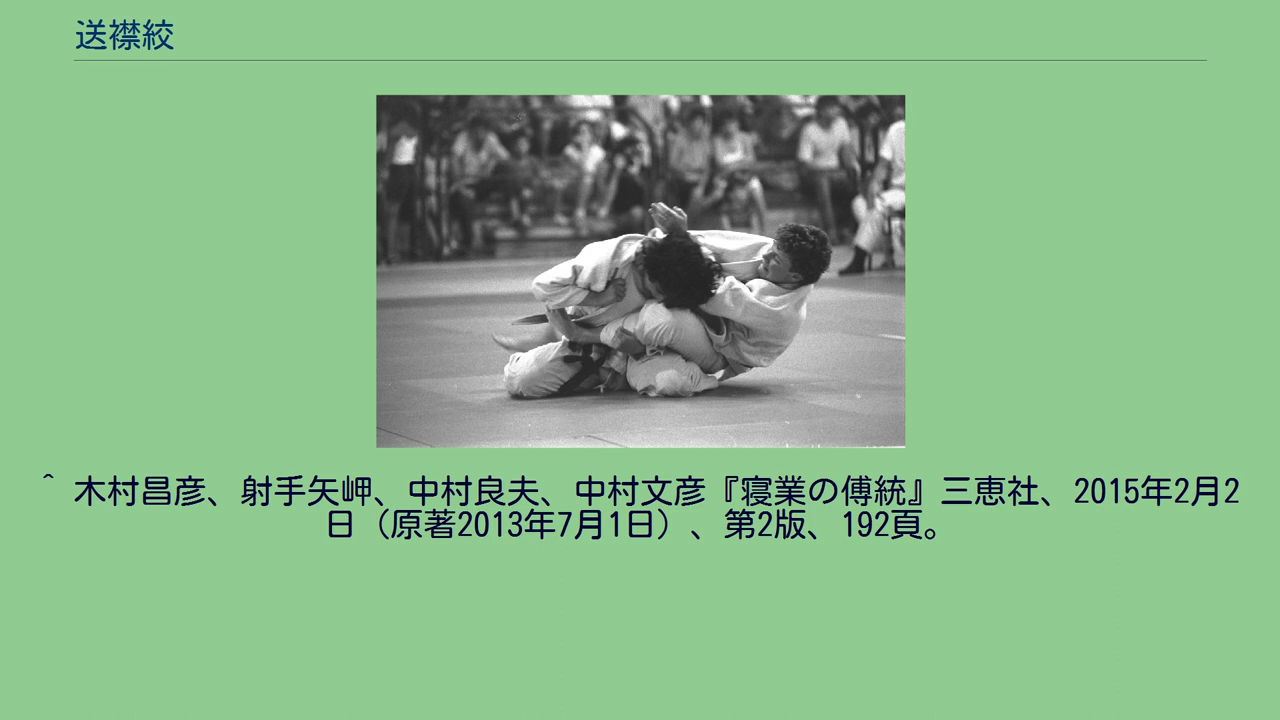 送襟絞
^ 木村昌彦、射手矢岬、中村良夫、中村文彦『寝業の傅統』三恵社、2015年2月2
日（原著2013年7月1日）、第2版、192頁。